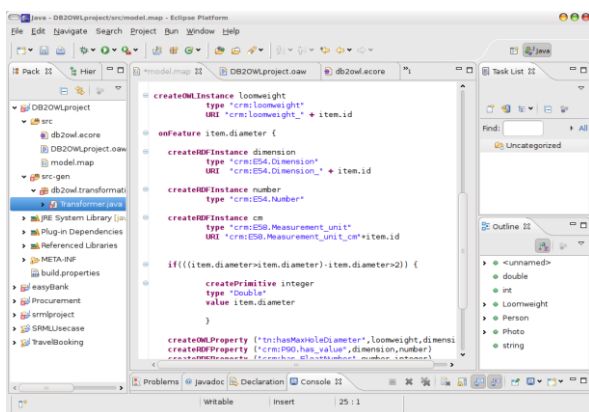 Java - DB2OWLproject/src/model.map - Eclipse Platform
File Edit Navigate Search Project Run Window Help
Java
Pack
Hier
*model.map
DB2OWLproject.oaw
db2owl.ecore
»1
Task List
DB2OWLproject
src
db2owl.ecore
DB2OWLproject.oaw
model.map
src-gen
db2owl.transformati
Transformer.java
JRE System Library [jav
Plug-in Dependencies
Referenced Libraries
META-INF
build.properties
easyBank
Procurement
srmlproject
SRMLUsecase
TravelBooking
createOWLInstance loomweight
type "crm:loomweight"
URI "crm:loomweight_" + item.id
onFeature item.diameter {
createRDFInstance dimension
type "crm:E54.Dimension"
URI "crm:E54.Dimension_" + item.id
createRDFInstance number
type "crm:E54.Number"
createRDFInstance cm
type "crm:E58.Measurement_unit"
URI "crm:E58.Measurement_unit_cm"+item.id
if(((item.diameter>item.diameter)-item.diameter>2)) {
createPrimitive integer
type "Double"
value item.diameter
}
createOWLProperty ("tn:hasMaxHoleDiameter",loomweight,dimensi
createRDFProperty ("crm:P90.has_value",dimension,number)
createRDFProperty ("crm:has_FloatNumber",number,integer)
Find:
All
Uncategorized
Outline
<unnamed>
double
int
Loomweight
Person
Photo
string
Problems
Javadoc
Declaration
Console
Writable
Insert
25 : 1